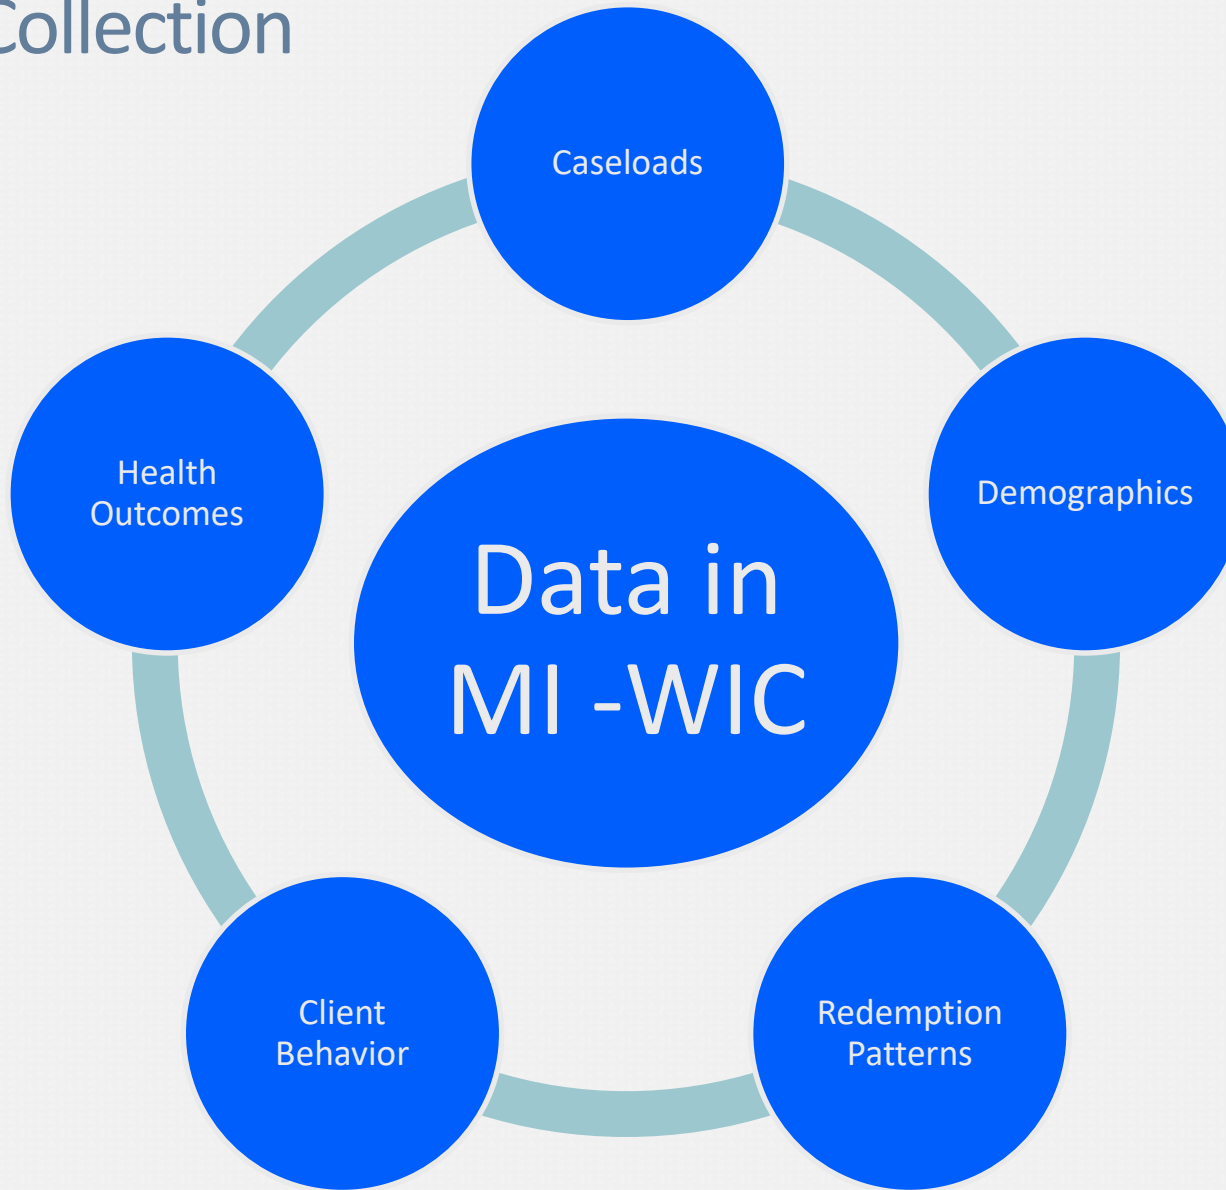 Collection
Caseloads
Demographics
Health
Outcomes
Data in
MI -WIC
Client
Behavior
Redemption
Patterns